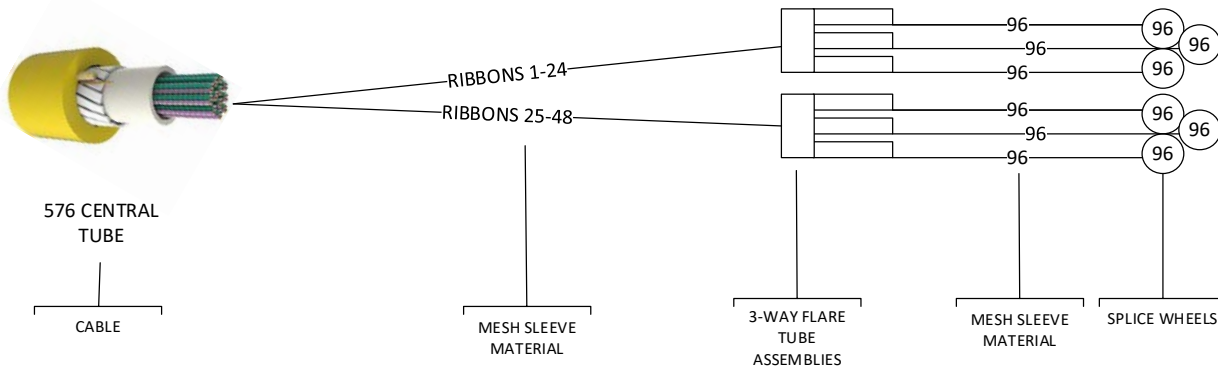 RIBBONS 1-24
RIBBONS 25-48
96
96
96
96
96
96
96
96
96
96
96
96
576 CENTRAL
TUBE
CABLE
MESH SLEEVE
MATERIAL
3-WAY FLARE
TUBE
ASSEMBLIES
MESH SLEEVE
MATERIAL
SPLICE WHEELS